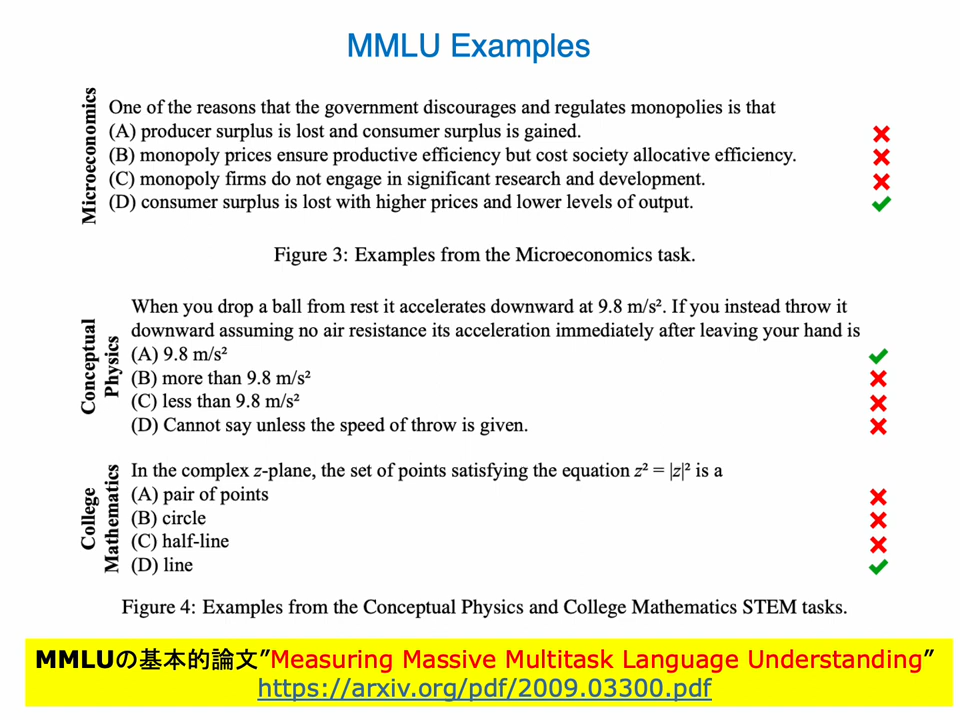 MMLU Examples
Microeconomics
One of the reasons that the government discourages and regulates monopolies is that
(A) producer surplus is lost and consumer surplus is gained.
(B) monopoly prices ensure productive efficiency but cost society allocative efficiency.
(C) monopoly firms do not engage in significant research and development.
(D) consumer surplus is lost with higher prices and lower levels of output.
Figure 3: Examples from the Microeconomics task.
Conceptual
Physics
When you drop a ball from rest it accelerates downward at 9.8 m/s². If you instead throw it
downward assuming no air resistance its acceleration immediately after leaving your hand is
(A) 9.8 m/s²
(B) more than 9.8 m/s²
(C) less than 9.8 m/s²
(D) Cannot say unless the speed of throw is given.
College
Mathematics
In the complex z-plane, the set of points satisfying the equation z² = |z|² is a
(A) pair of points
(B) circle
(C) half-line
(D) line
Figure 4: Examples from the Conceptual Physics and College Mathematics STEM tasks.
MMLUの基本的論文”Measuring Massive Multitask Language Understanding”
https://arxiv.org/pdf/2009.03300.pdf